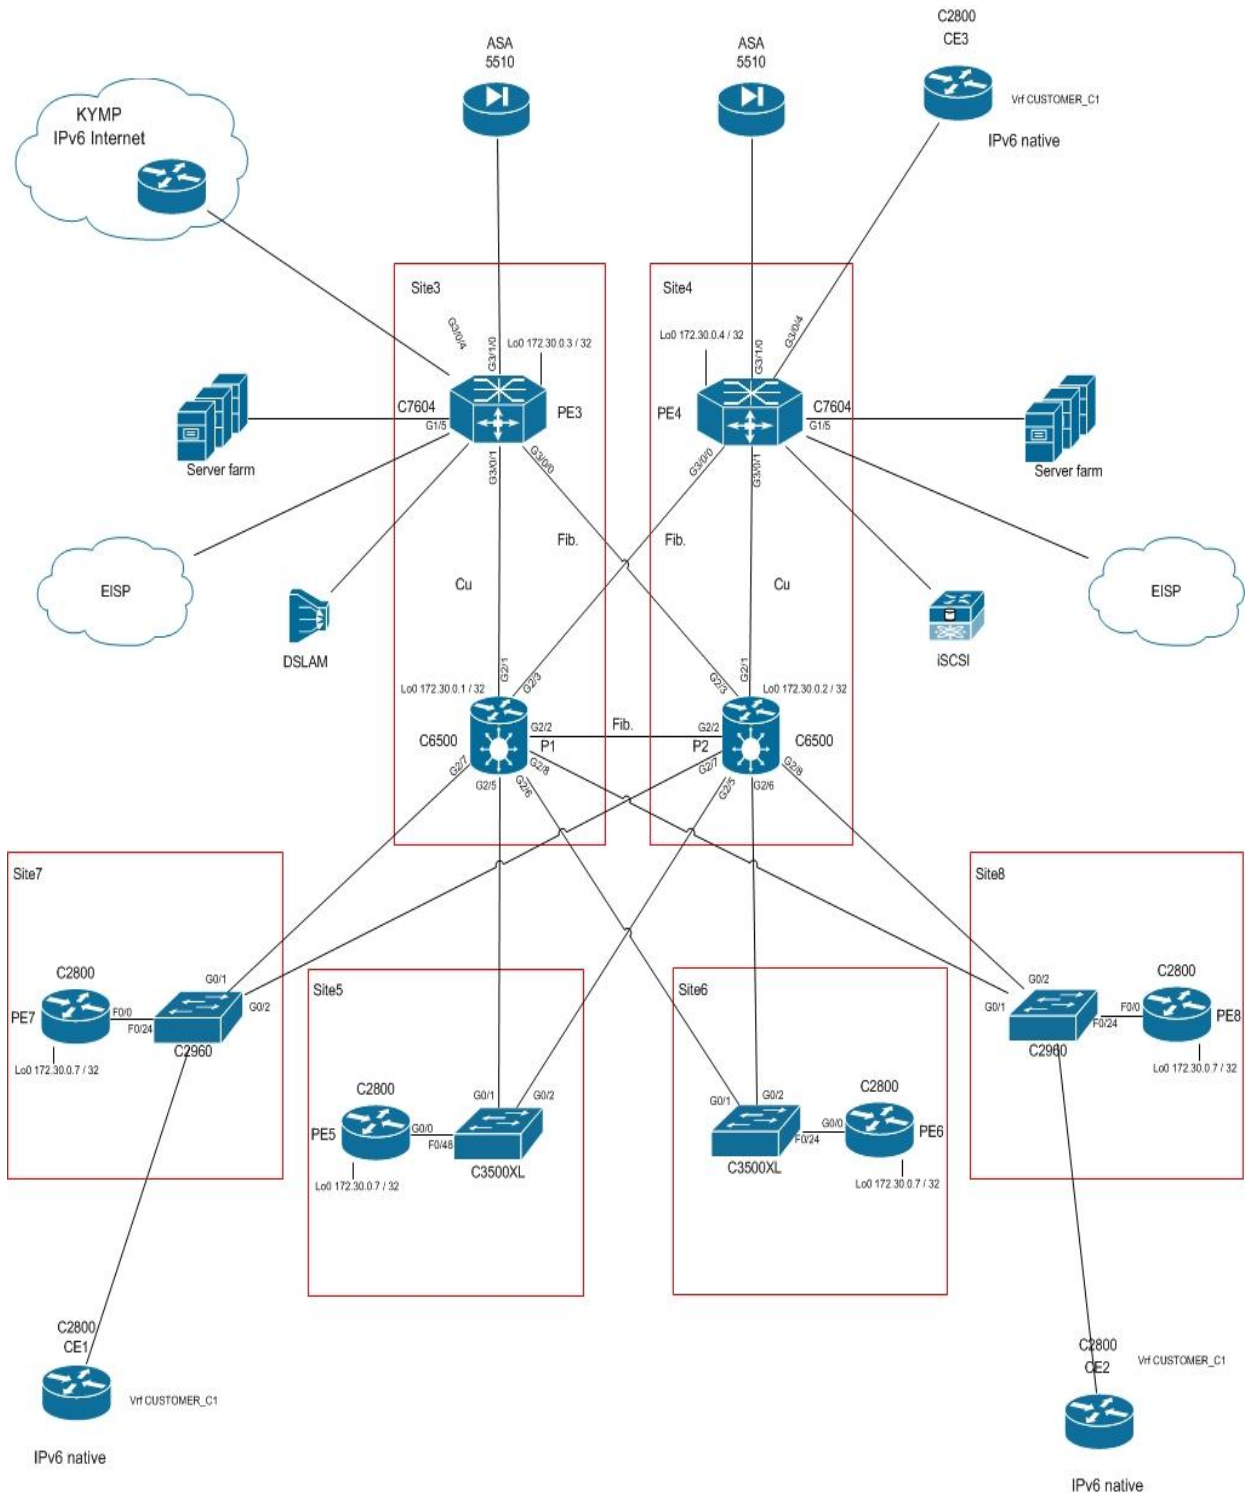 C2800
CE3
ASA
5510
ASA
5510
Vrf CUSTOMER_C1
KYMP
IPv6 Internet
IPv6 native
Site3
Site4
G3/0/4
G3/1/0
Lo0 172.30.0.3 / 32
Lo0 172.30.0.4 / 32
G3/1/0
G3/0/4
C7604
G1/5
PE3
PE4
C7604
G1/5
Server farm
Server farm
G3/0/1
G3/0/0
G3/0/0
G3/0/1
Fib.
Fib.
EISP
Cu
Cu
EISP
DSLAM
iSCSI
G2/1
G2/3
G2/3
G2/1
Lo0 172.30.0.1 / 32
Lo0 172.30.0.2 / 32
G2/2
Fib.
G2/2
C6500
P1
P2
C6500
G2/7
G2/8
G2/7
G2/8
G2/5
G2/6
G2/5
G2/6
Site7
Site8
C2800
G0/1
G0/2
G0/2
G0/1
C2800
PE7
F0/0
F0/24
C2960
Lo0 172.30.0.7 / 32
Site5
Site6
F0/0
F0/24
PE8
C2960
Lo0 172.30.0.7 / 32
C2800
G0/1
G0/2
G0/1
G0/2
C2800
PE5
G0/0
F0/48
G0/0
F0/24
PE6
C3500XL
C3500XL
Lo0 172.30.0.7 / 32
Lo0 172.30.0.7 / 32
C2800
CE1
C2800
CE2
Vrf CUSTOMER_C1
Vrf CUSTOMER_C1
IPv6 native
IPv6 native